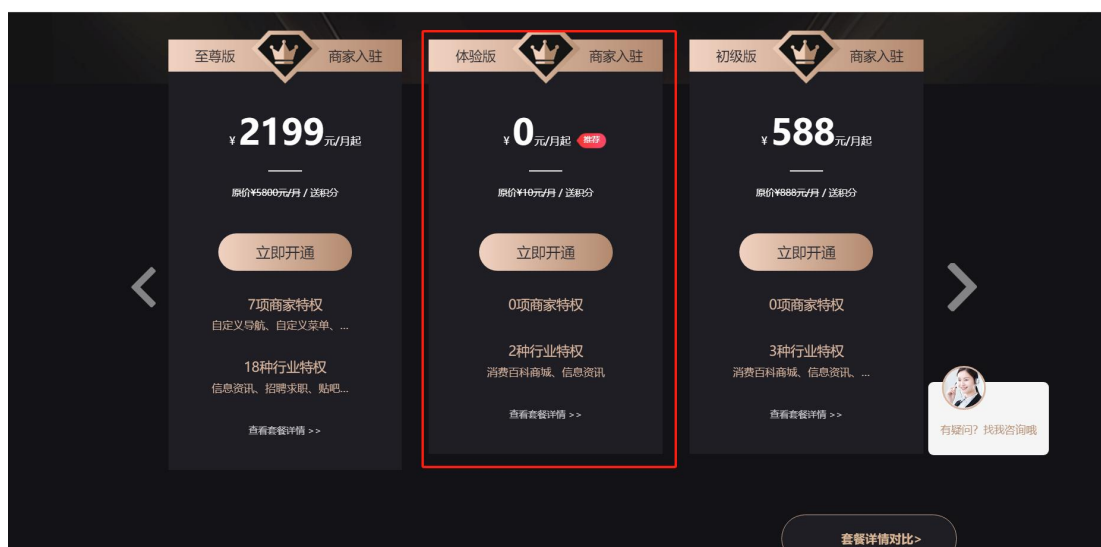 至尊版 商家入驻
¥2199元/月起
原价¥5800元/月 / 送积分
立即开通
7项商家特权
自定义导航、自定义菜单、...
18种行业特权
信息资讯、招聘求职、贴吧...
查看套餐详情 >>
体验版 商家入驻
¥0元/月起 推荐
原价¥10元/月 / 送积分
立即开通
0项商家特权
2种行业特权
消费百科商城、信息资讯
查看套餐详情 >>
初级版 商家入驻
¥588元/月起
原价¥888元/月 / 送积分
立即开通
0项商家特权
3种行业特权
消费百科商城、信息资讯、...
查看套餐详情 >>
有疑问？找我咨询哦
套餐详情对比>